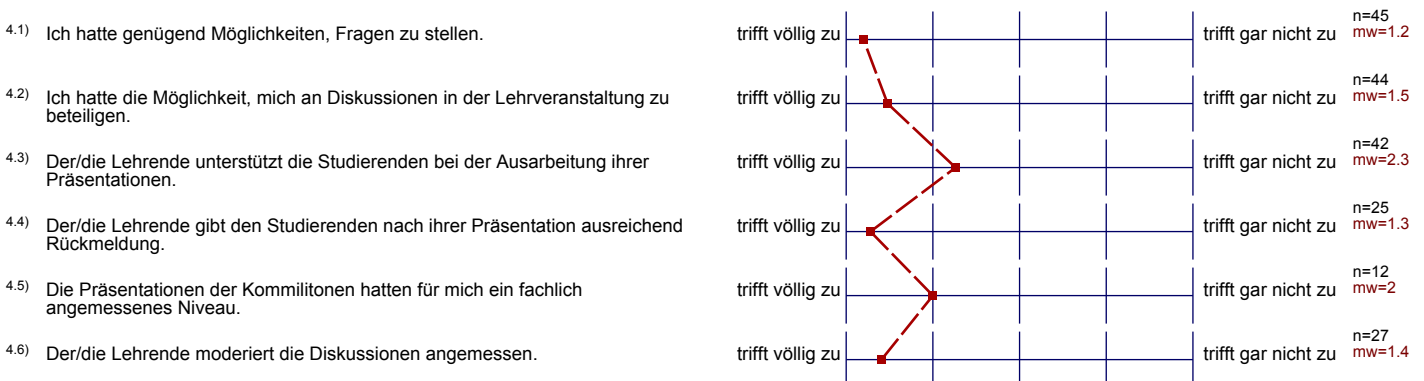 4.1) Ich hatte genügend Möglichkeiten, Fragen zu stellen. trifft völlig zu trifft gar nicht zu n=45
mw=1.2
4.2) Ich hatte die Möglichkeit, mich an Diskussionen in der Lehrveranstaltung zu trifft völlig zu trifft gar nicht zu n=44
beteiligen. mw=1.5
4.3) Der/die Lehrende unterstützt die Studierenden bei der Ausarbeitung ihrer trifft völlig zu trifft gar nicht zu n=42
Präsentationen. mw=2.3
4.4) Der/die Lehrende gibt den Studierenden nach ihrer Präsentation ausreichend trifft völlig zu trifft gar nicht zu n=25
Rückmeldung. mw=1.3
4.5) Die Präsentationen der Kommilitonen hatten für mich ein fachlich trifft völlig zu trifft gar nicht zu n=12
angemessenes Niveau. mw=2
4.6) Der/die Lehrende moderiert die Diskussionen angemessen. trifft völlig zu trifft gar nicht zu n=27
mw=1.4